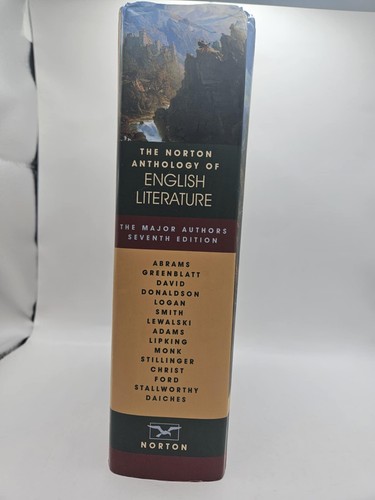 THE NORTON
ANTHOLOGY OF
ENGLISH
LITERATURE
THE MAJOR AUTHORS
SEVENTH EDITION
ABRAMS
GREENBLATT
DAVID
DONALDSON
LOGAN
SMITH
LEWALSKI
ADAMS
LIPKING
MONK
STILLINGER
CHRIST
FORD
STALLWORTHY
DAICHES
NORTON